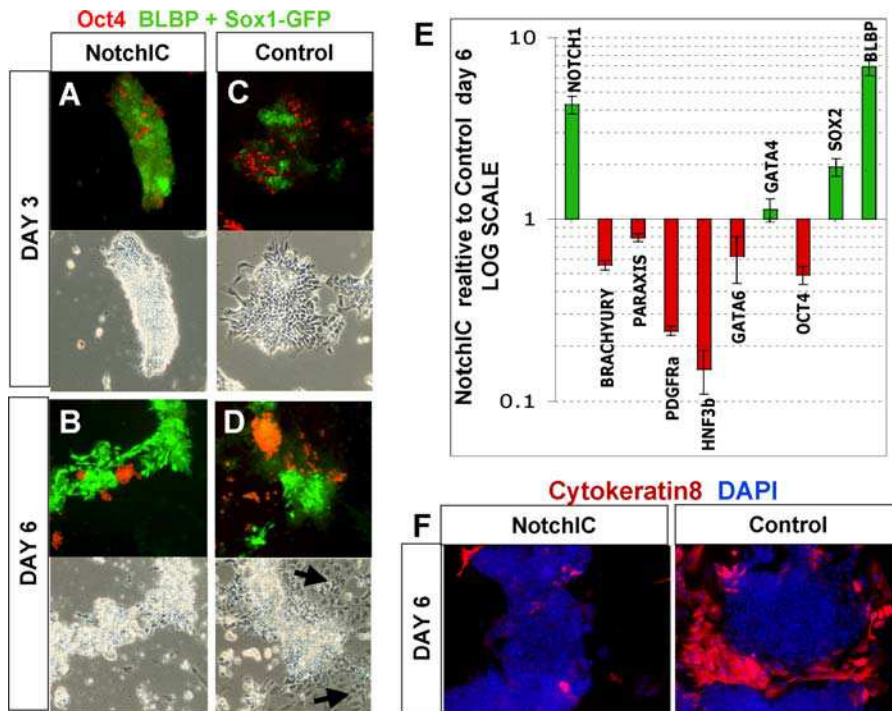 Oct4 BLBP + Sox1-GFP
NotchIC
Control
DAY 3
A
C
DAY 6
B
D
E
NotchIC realtive to Control day 6
LOG SCALE
10
1
0.1
NOTCH1
BRACHYURY
PARAXIS
PDGFRa
HNF3b
GATA6
GATA4
OCT4
SOX2
BLBP
Cytokeratin8 DAPI
F
NotchIC
Control
DAY 6